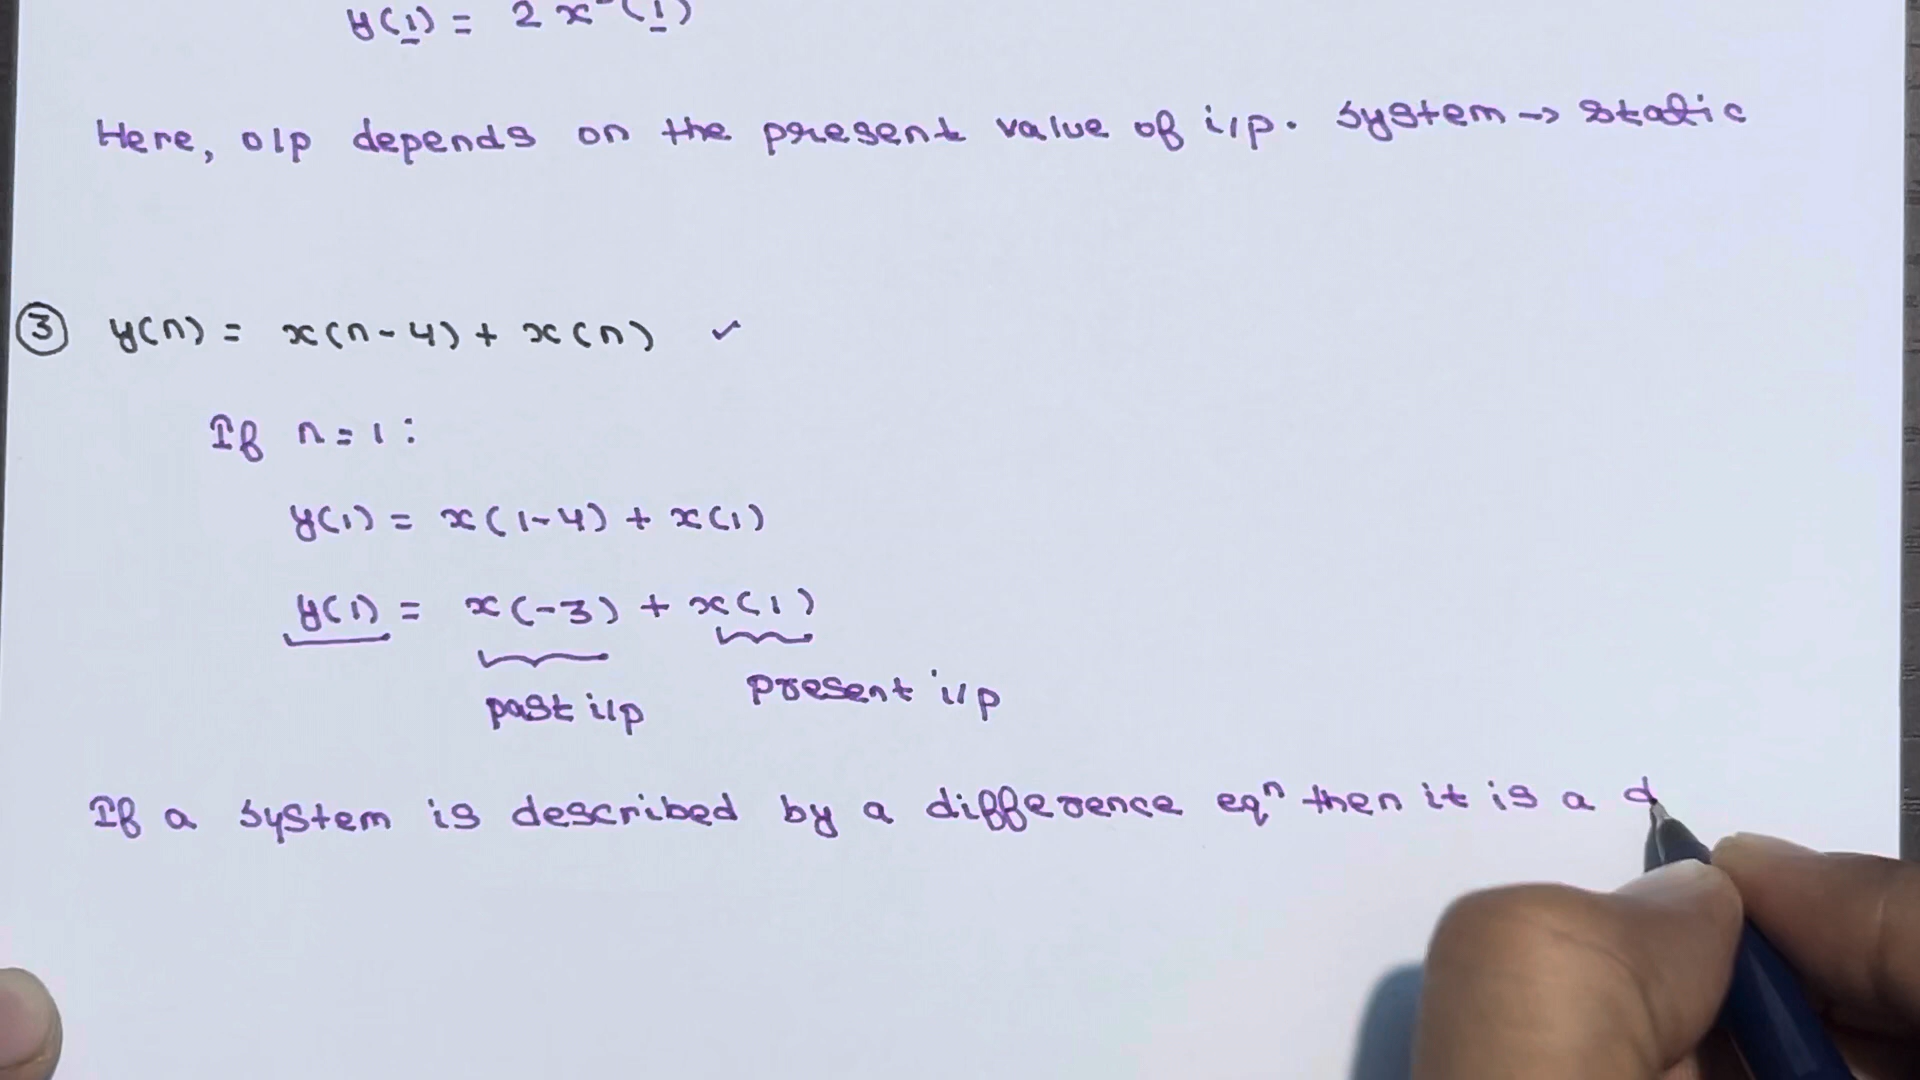 y(1) = 2x²(1)
Here, o/p depends on the present value of i/p. System → static
③ y(n) = x(n-4) + x(n) ✓
If n=1:
y(1) = x(1-4) + x(1)
y(1) = x(-3) + x(1)
past i/p present i/p
If a system is described by a difference eqⁿ then it is a d